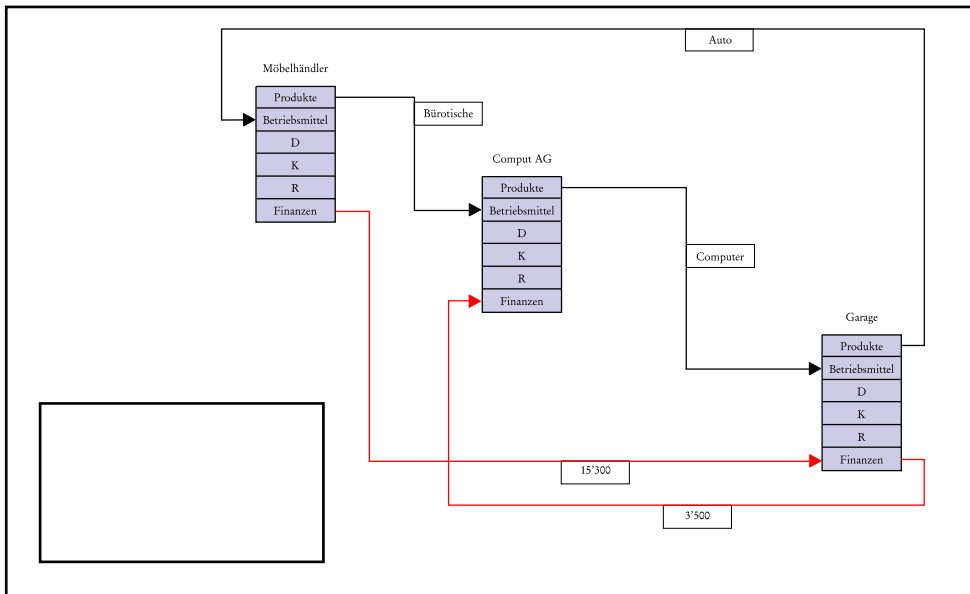 Auto
Möbelhändler
Produkte
Betriebsmittel
D
K
R
Finanzen
Bürotische
Comput AG
Produkte
Betriebsmittel
D
K
R
Finanzen
Computer
Garage
Produkte
Betriebsmittel
D
K
R
Finanzen
15'300
3'500